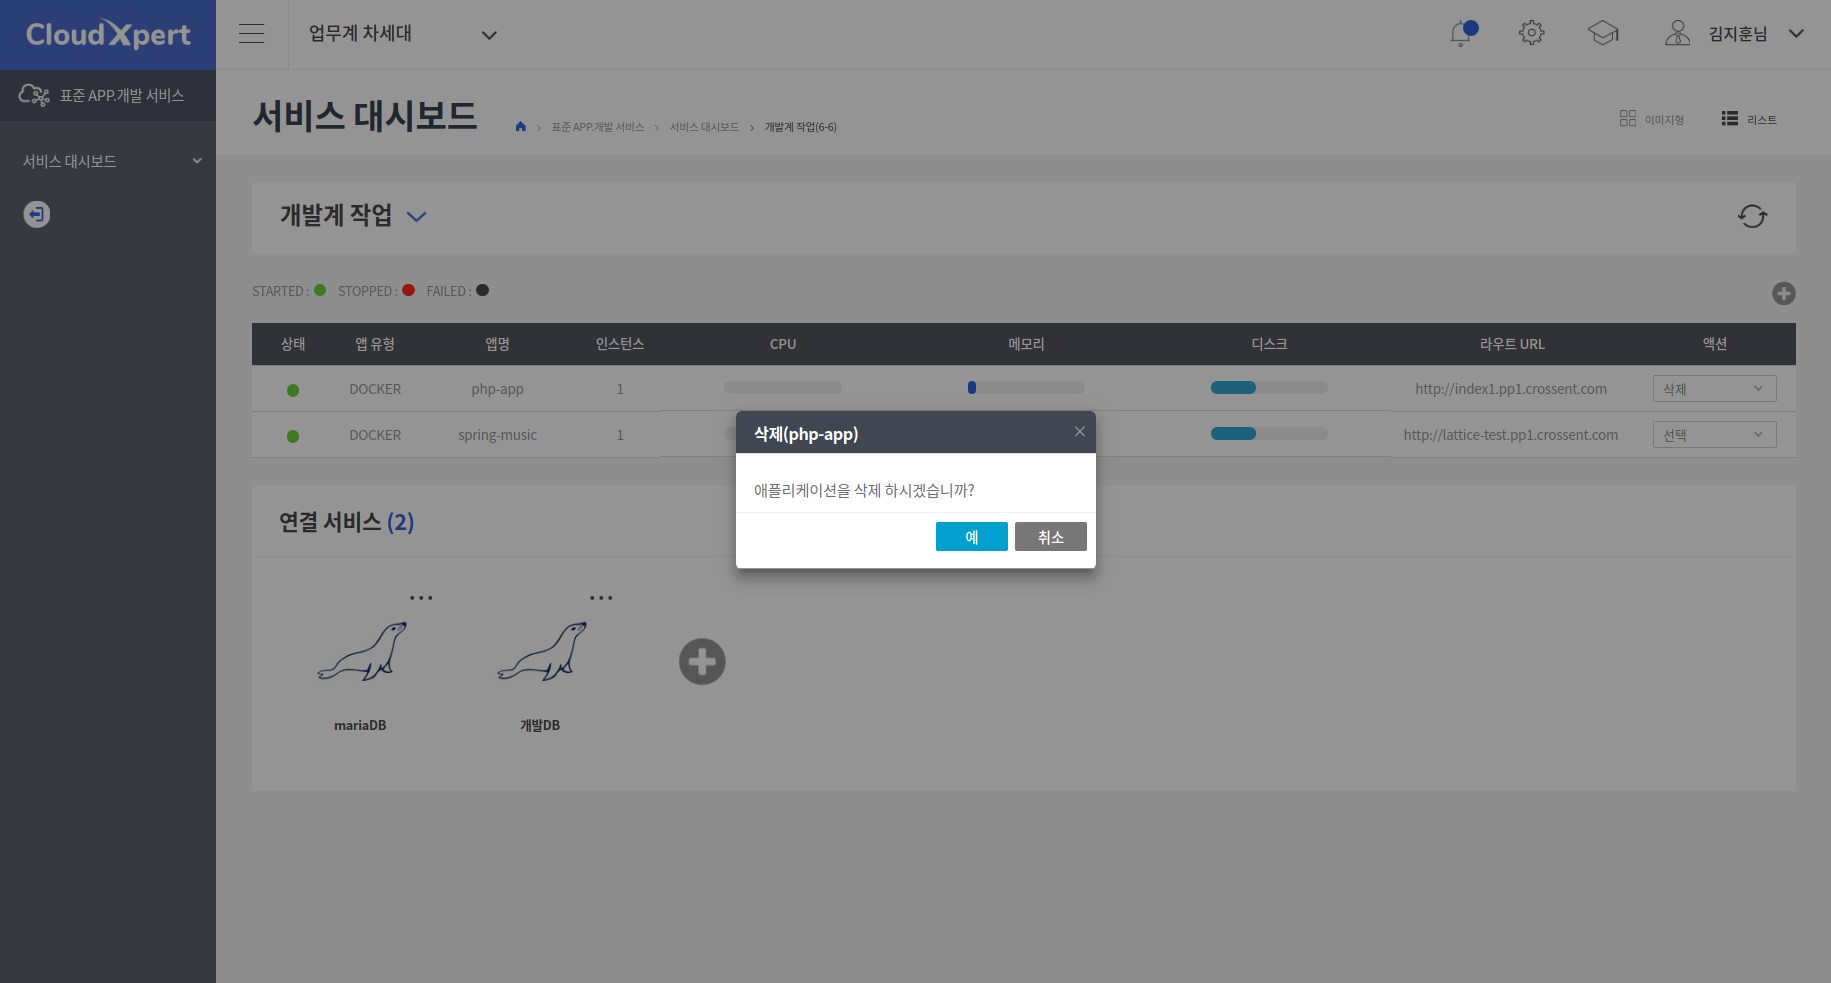 CloudXpert
업무계 차세대
김지훈님
표준 APP.개발 서비스
서비스 대시보드
서비스 대시보드
표준 APP.개발 서비스 > 서비스 대시보드 > 개발계 작업(6-6)
이미지형
리스트
개발계 작업
STARTED : STOPPED : FAILED :
상태 앱 유형 앱명 인스턴스 CPU 메모리 디스크 라우트 URL 액션
DOCKER php-app 1 http://index1.pp1.crossent.com 삭제
DOCKER spring-music 1 http://lattice-test.pp1.crossent.com 선택
삭제(php-app)
애플리케이션을 삭제 하시겠습니까?
예 취소
연결 서비스 (2)
mariaDB 개발DB